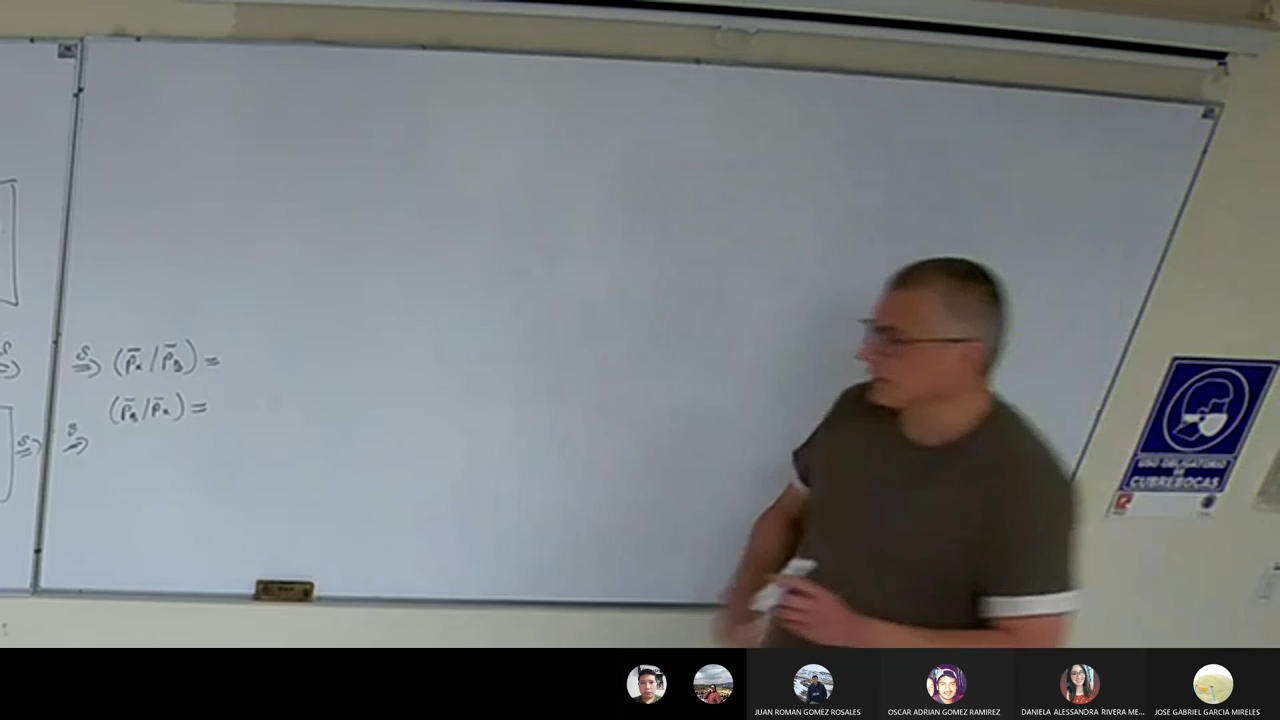 ⇒ (p̄ₐ / p̄ᵦ) =
(p̄ᵦ / p̄ₐ) =
USO OBLIGATORIO
DE
CUBREBOCAS
JUAN ROMAN GOMEZ ROSALES
OSCAR ADRIAN GOMEZ RAMIREZ
DANIELA ALESSANDRA RIVERA ME...
JOSE GABRIEL GARCIA MIRELES